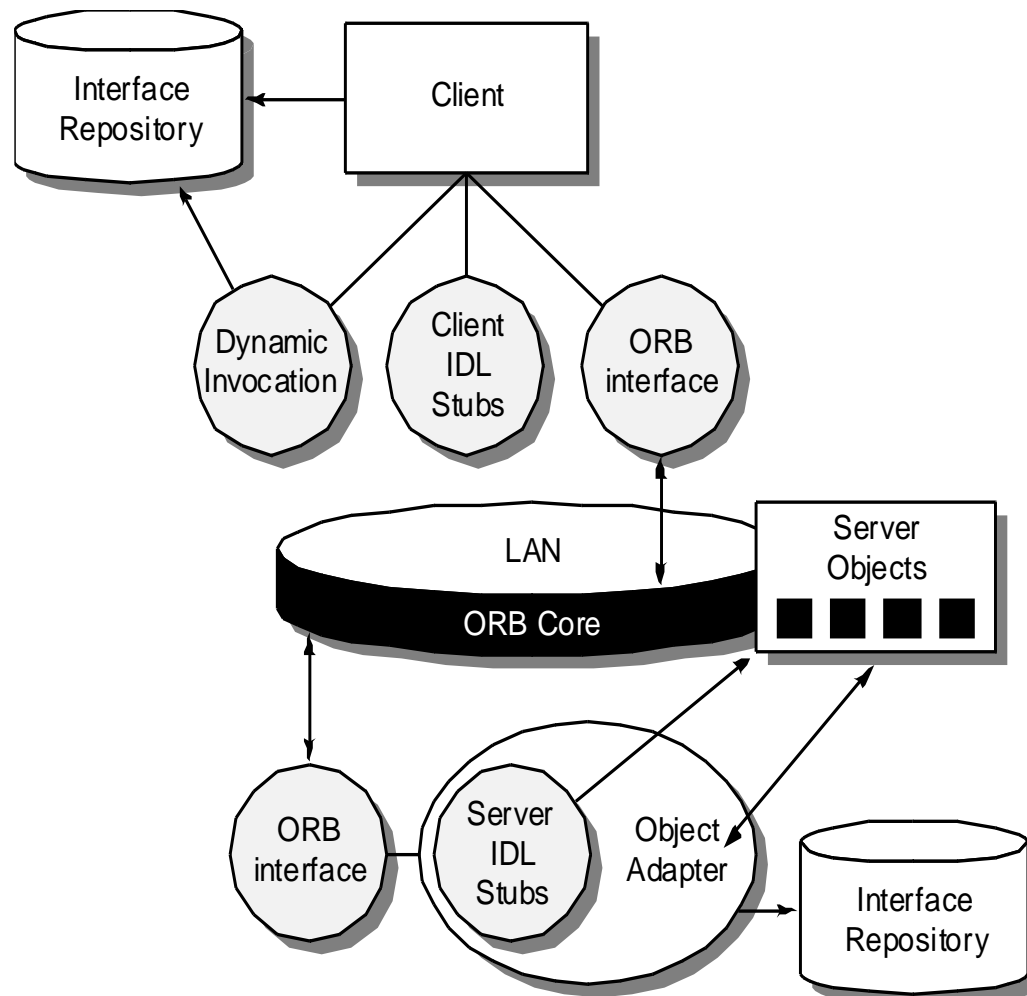 Interface
Repository
Client
Dynamic
Invocation
Client
IDL
Stubs
ORB
interface
LAN
ORB Core
Server
Objects
ORB
interface
Server
IDL
Stubs
Object
Adapter
Interface
Repository